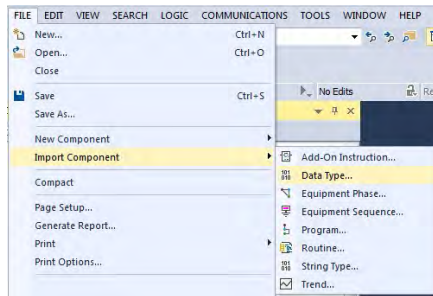 FILE EDIT VIEW SEARCH LOGIC COMMUNICATIONS TOOLS WINDOW HELP
New... Ctrl+N
Open... Ctrl+O
Close
Save Ctrl+S
Save As...
New Component
Import Component
Compact
Page Setup...
Generate Report...
Print
Print Options...
No Edits
Add-On Instruction...
Data Type...
Equipment Phase...
Equipment Sequence...
Program...
Routine...
String Type...
Trend...